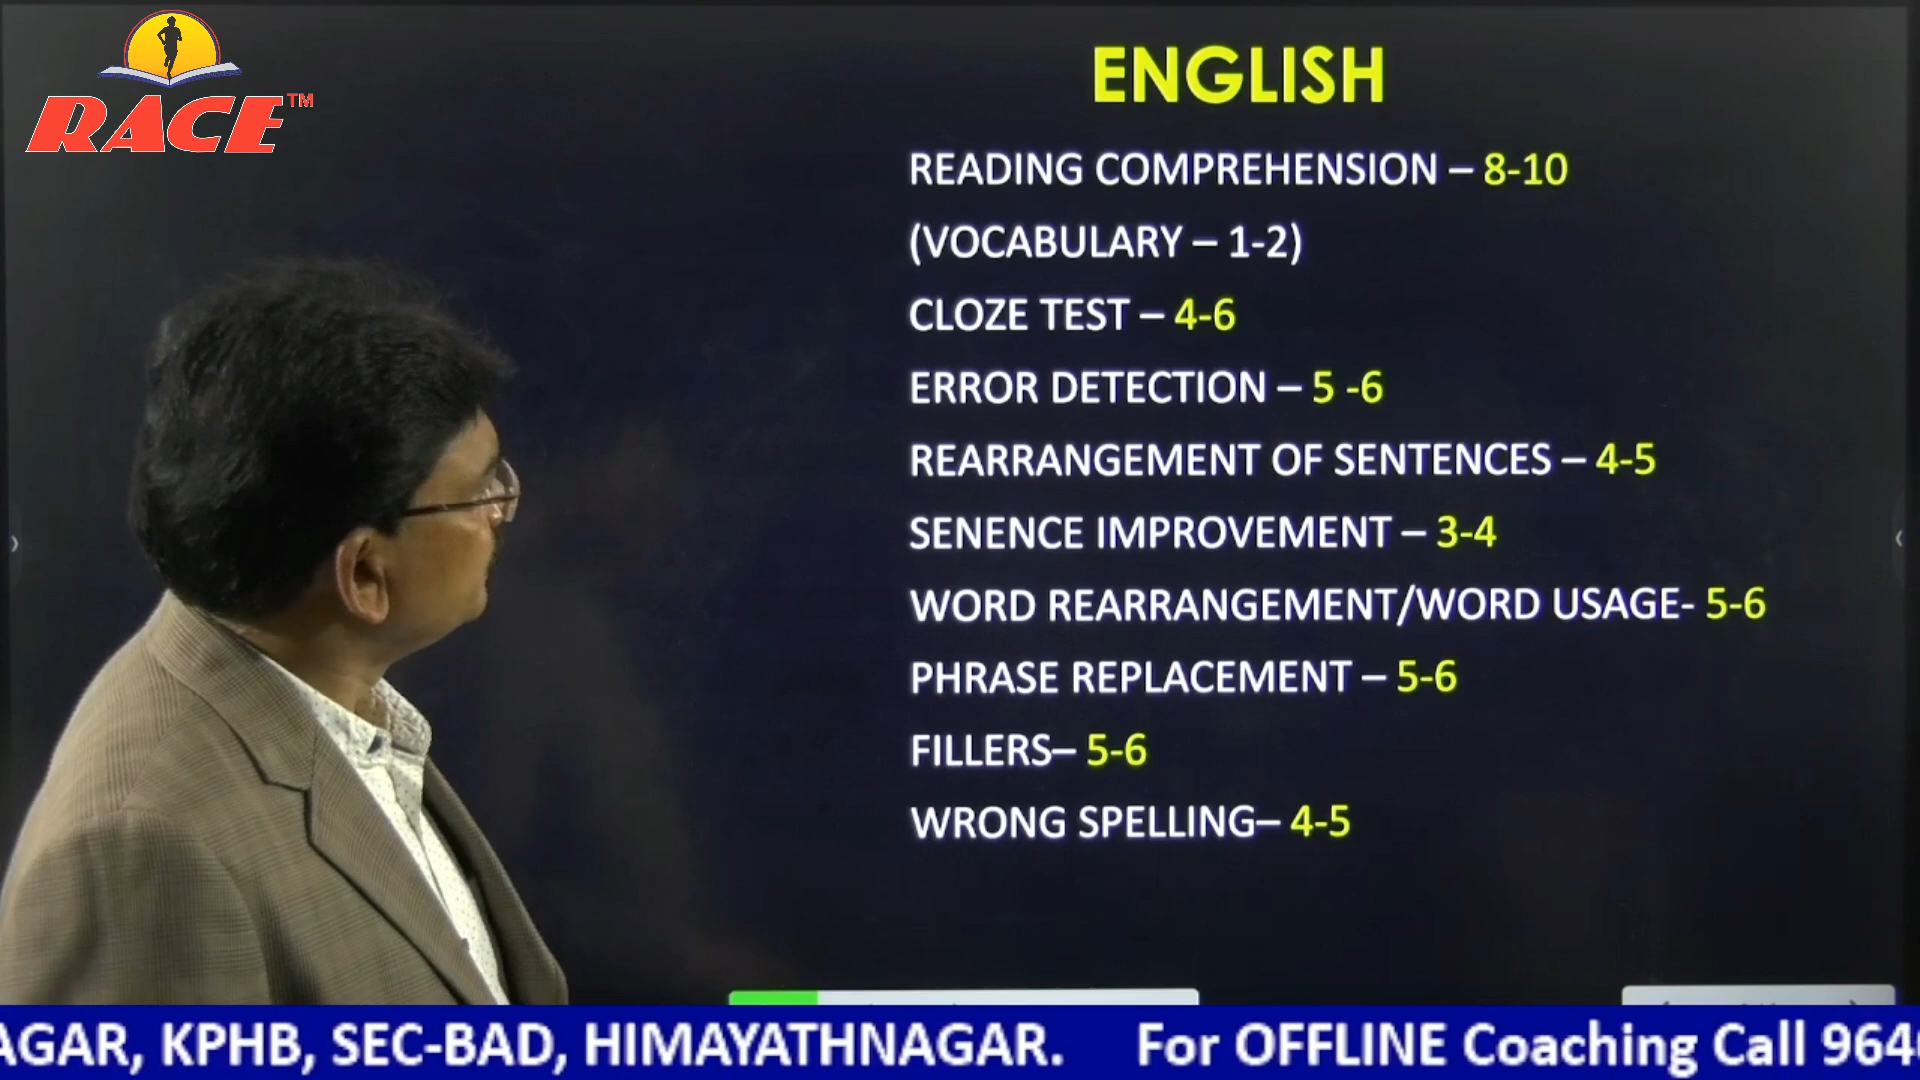 RACE™
ENGLISH
READING COMPREHENSION – 8-10
(VOCABULARY – 1-2)
CLOZE TEST – 4-6
ERROR DETECTION – 5 -6
REARRANGEMENT OF SENTENCES – 4-5
SENENCE IMPROVEMENT – 3-4
WORD REARRANGEMENT/WORD USAGE- 5-6
PHRASE REPLACEMENT – 5-6
FILLERS– 5-6
WRONG SPELLING– 4-5
AGAR, KPHB, SEC-BAD, HIMAYATHNAGAR. For OFFLINE Coaching Call 964